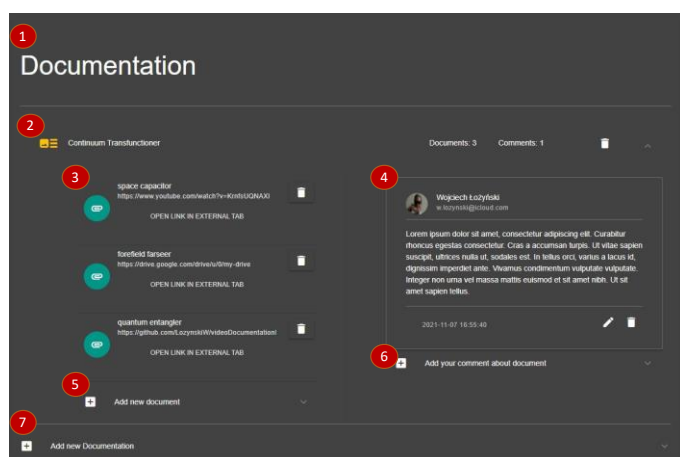 1
Documentation
2
Continuum Transfunctioner
Documents: 3
Comments: 1
3
space capacitor
https://www.youtube.com/watch?v=KrnfsUQNAXI
OPEN LINK IN EXTERNAL TAB
forefield farseer
https://drive.google.com/drive/u/0/my-drive
OPEN LINK IN EXTERNAL TAB
quantum entangler
https://github.com/LozynskiW/videoDocumentationI
OPEN LINK IN EXTERNAL TAB
5
Add new document
4
Wojciech Łożyński
w.lozynski@icloud.com
Lorem ipsum dolor sit amet, consectetur adipiscing elit. Curabitur
rhoncus egestas consectetur. Cras a accumsan turpis. Ut vitae sapien
suscipit, ultrices nulla ut, sodales est. In tellus orci, varius a lacus id,
dignissim imperdiet ante. Vivamus condimentum vulputate vulputate.
Integer non urna vel massa mattis euismod et sit amet nibh. Ut sit
amet sapien tellus.
2021-11-07 16:55:40
6
Add your comment about document
7
Add new Documentation